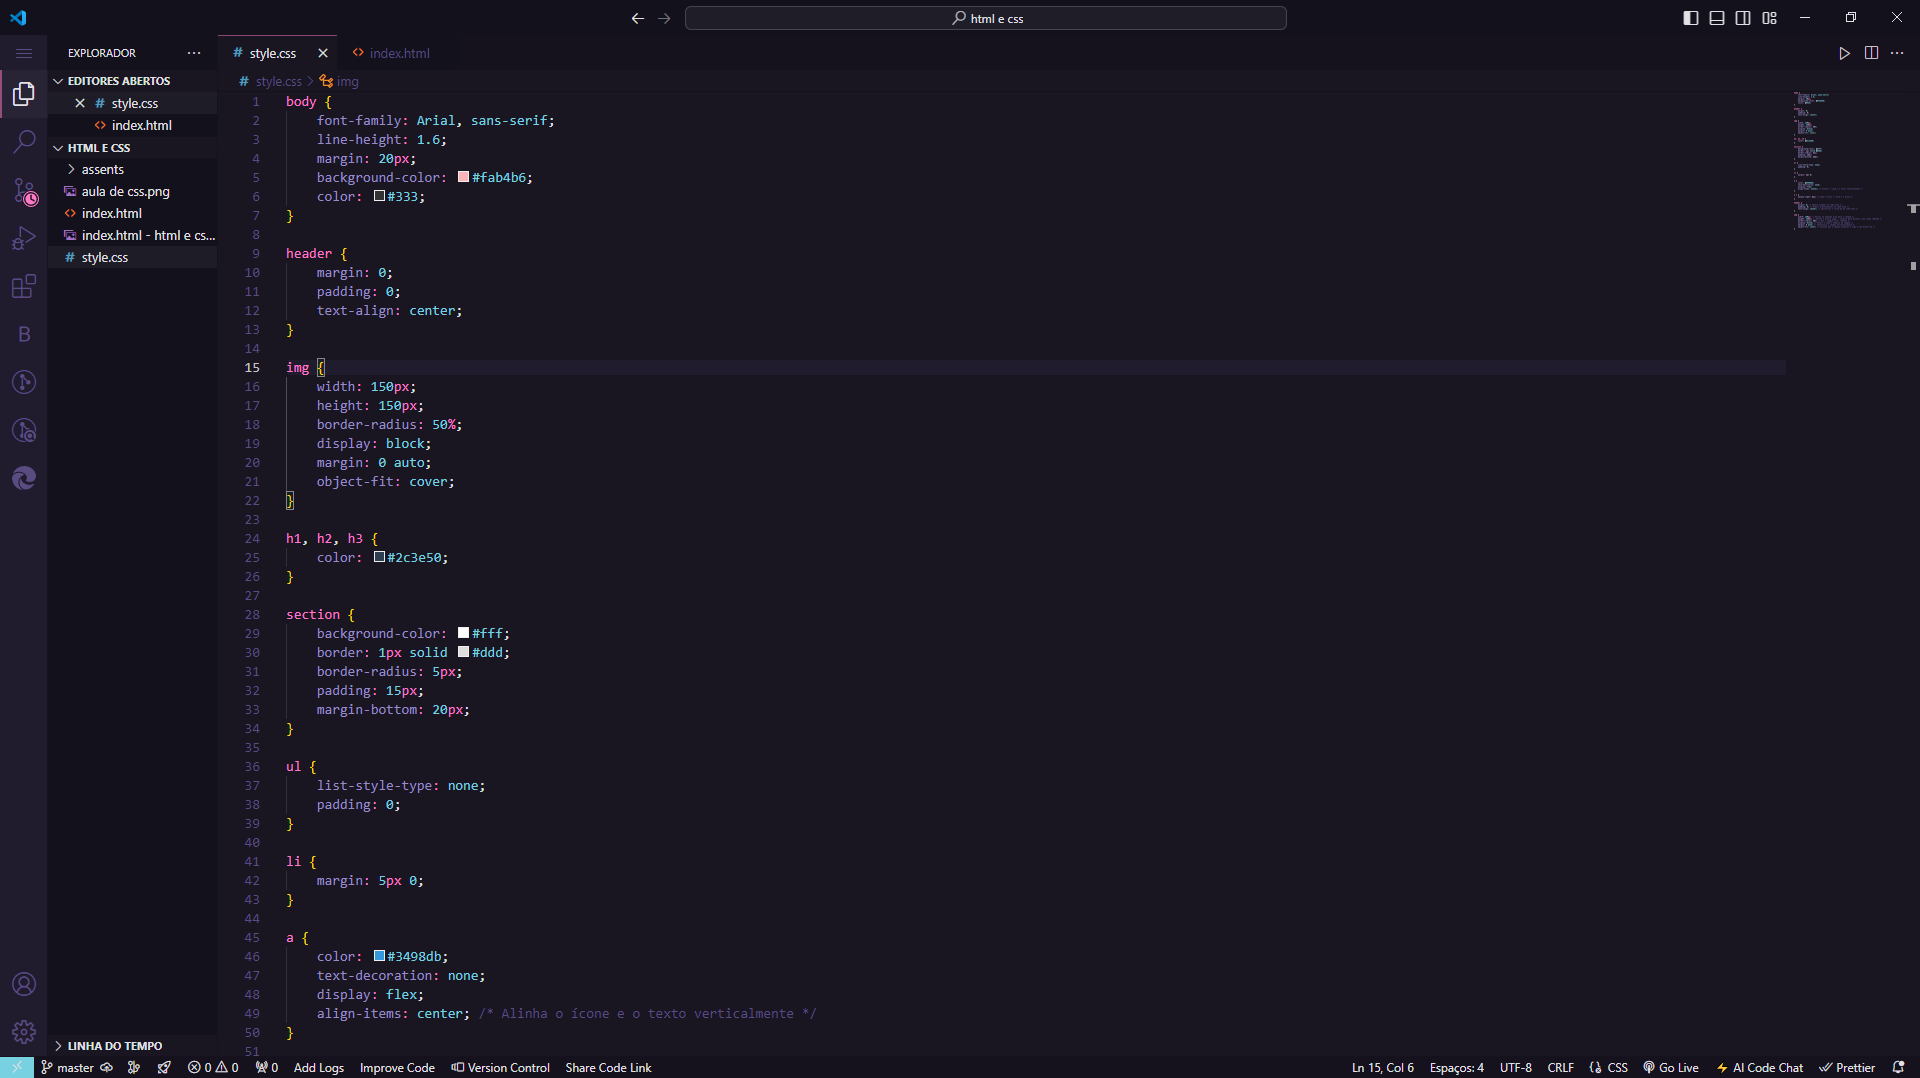 html e css
EXPLORADOR
EDITORES ABERTOS
# style.css
<> index.html
HTML E CSS
assents
aula de css.png
<> index.html
index.html - html e cs...
# style.css
LINHA DO TEMPO
# style.css
<> index.html
# style.css > img
1 body {
2 font-family: Arial, sans-serif;
3 line-height: 1.6;
4 margin: 20px;
5 background-color: #fab4b6;
6 color: #333;
7 }
8
9 header {
10 margin: 0;
11 padding: 0;
12 text-align: center;
13 }
14
15 img {
16 width: 150px;
17 height: 150px;
18 border-radius: 50%;
19 display: block;
20 margin: 0 auto;
21 object-fit: cover;
22 }
23
24 h1, h2, h3 {
25 color: #2c3e50;
26 }
27
28 section {
29 background-color: #fff;
30 border: 1px solid #ddd;
31 border-radius: 5px;
32 padding: 15px;
33 margin-bottom: 20px;
34 }
35
36 ul {
37 list-style-type: none;
38 padding: 0;
39 }
40
41 li {
42 margin: 5px 0;
43 }
44
45 a {
46 color: #3498db;
47 text-decoration: none;
48 display: flex;
49 align-items: center; /* Alinha o ícone e o texto verticalmente */
50 }
51
master 0 0 0 Add Logs Improve Code Version Control Share Code Link Ln 15, Col 6 Espaços: 4 UTF-8 CRLF {} CSS Go Live AI Code Chat Prettier